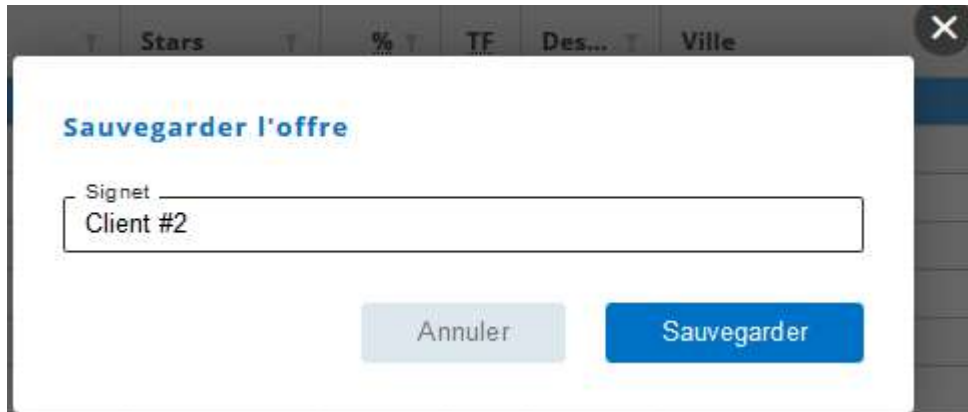 Stars % TF Des... Ville
Sauvegarder l'offre
Signet
Client #2
Annuler Sauvegarder